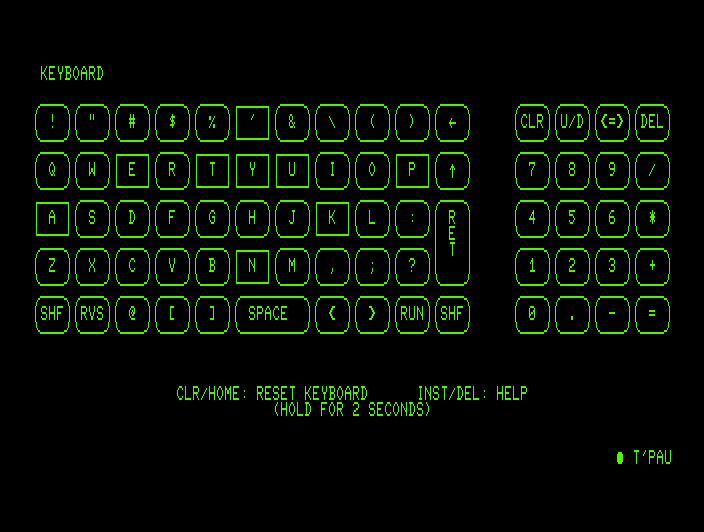 KEYBOARD
! " # $ % ' & \ ( ) ← CLR U/D <=> DEL
Q W E R T Y U I O P ↑ 7 8 9 /
A S D F G H J K L : RET 4 5 6 *
Z X C V B N M , ; ? 1 2 3 +
SHF RVS @ [ ] SPACE < > RUN SHF 0 . - =
CLR/HOME: RESET KEYBOARD INST/DEL: HELP
(HOLD FOR 2 SECONDS)
● T'PAU